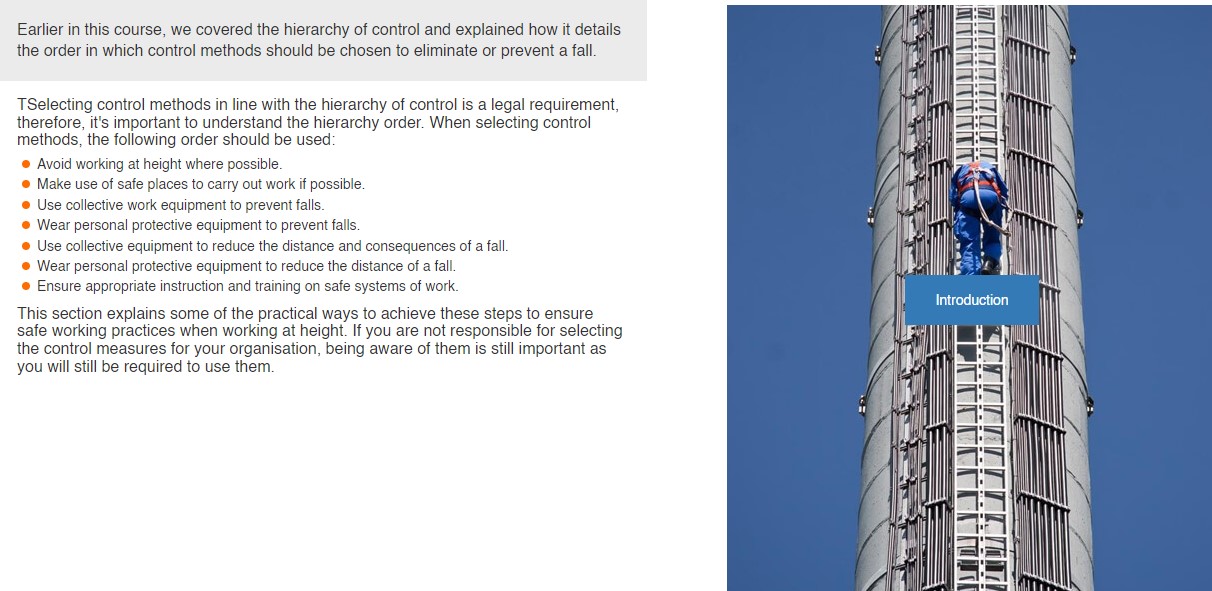 Earlier in this course, we covered the hierarchy of control and explained how it details
the order in which control methods should be chosen to eliminate or prevent a fall.
TSelecting control methods in line with the hierarchy of control is a legal requirement,
therefore, it's important to understand the hierarchy order. When selecting control
methods, the following order should be used:
Avoid working at height where possible.
Make use of safe places to carry out work if possible.
Use collective work equipment to prevent falls.
Wear personal protective equipment to prevent falls.
Use collective equipment to reduce the distance and consequences of a fall.
Wear personal protective equipment to reduce the distance of a fall.
Ensure appropriate instruction and training on safe systems of work.
This section explains some of the practical ways to achieve these steps to ensure
safe working practices when working at height. If you are not responsible for selecting
the control measures for your organisation, being aware of them is still important as
you will still be required to use them.
Introduction